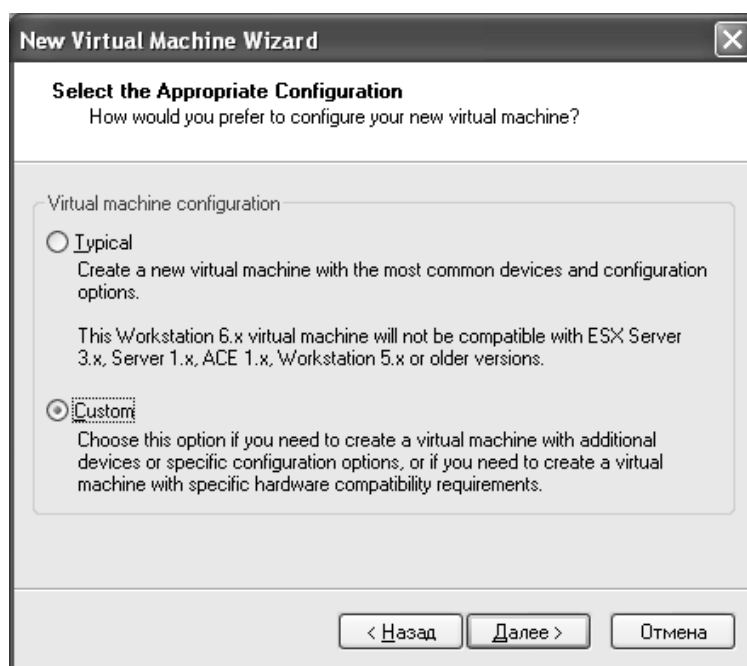 New Virtual Machine Wizard
Select the Appropriate Configuration
How would you prefer to configure your new virtual machine?
Virtual machine configuration
Typical
Create a new virtual machine with the most common devices and configuration
options.
This Workstation 6.x virtual machine will not be compatible with ESX Server
3.x, Server 1.x, ACE 1.x, Workstation 5.x or older versions.
Custom
Choose this option if you need to create a virtual machine with additional
devices or specific configuration options, or if you need to create a virtual
machine with specific hardware compatibility requirements.
< Назад Далее > Отмена